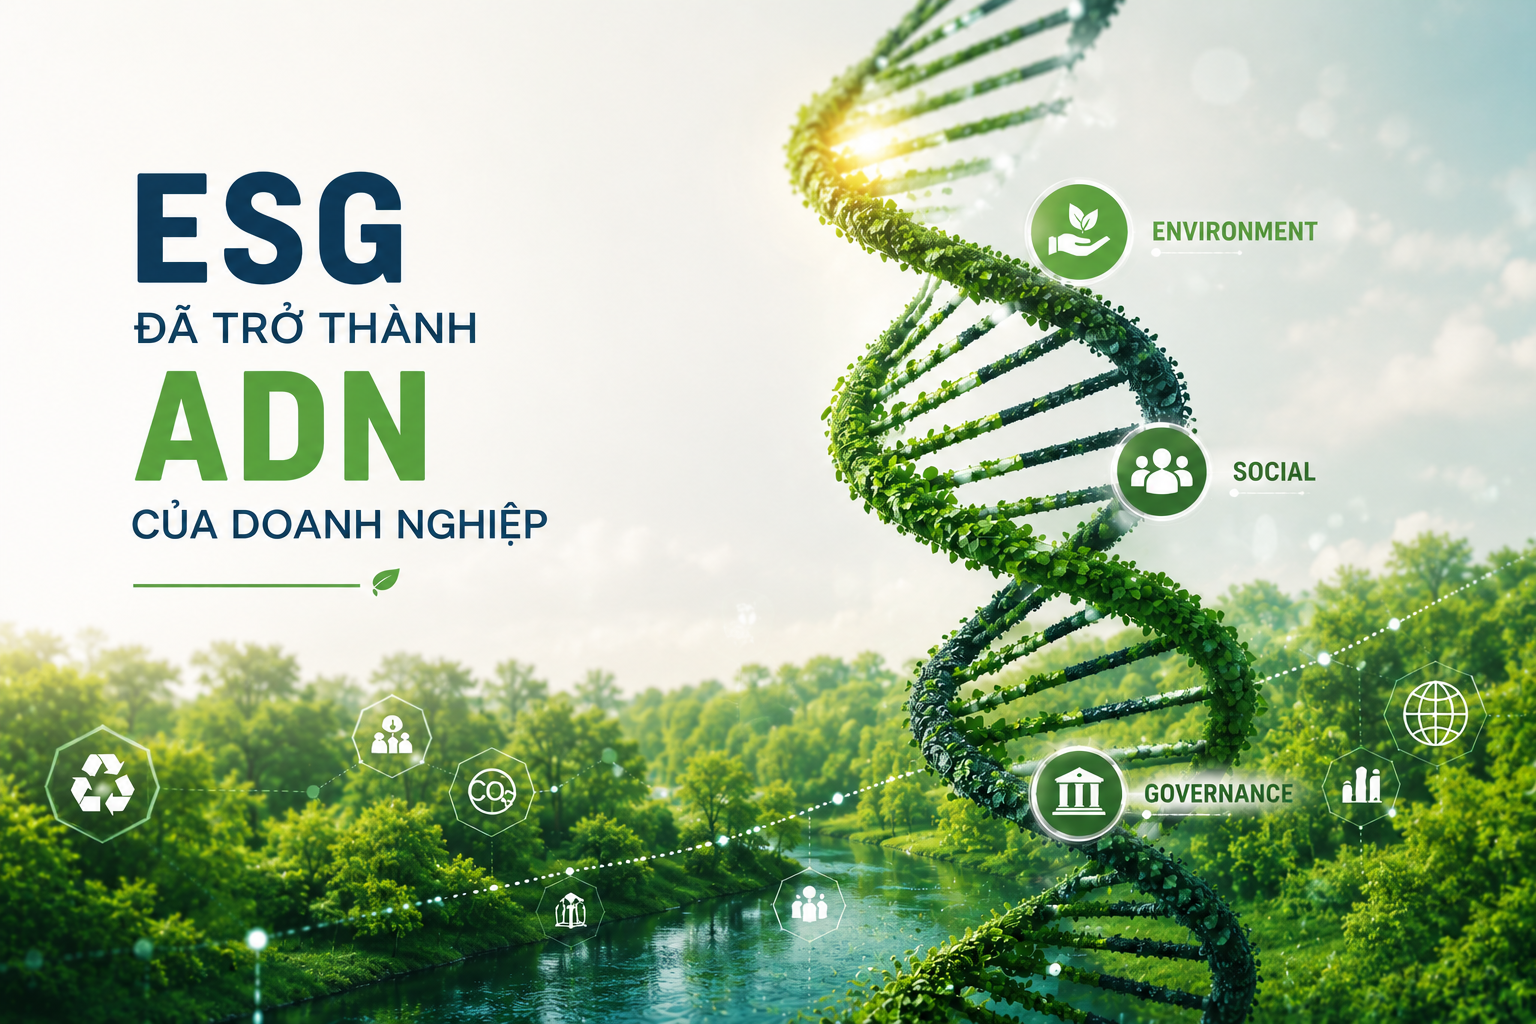 ESG
ĐÃ TRỞ THÀNH
ADN
CỦA DOANH NGHIỆP
ENVIRONMENT
SOCIAL
GOVERNANCE
CO₂